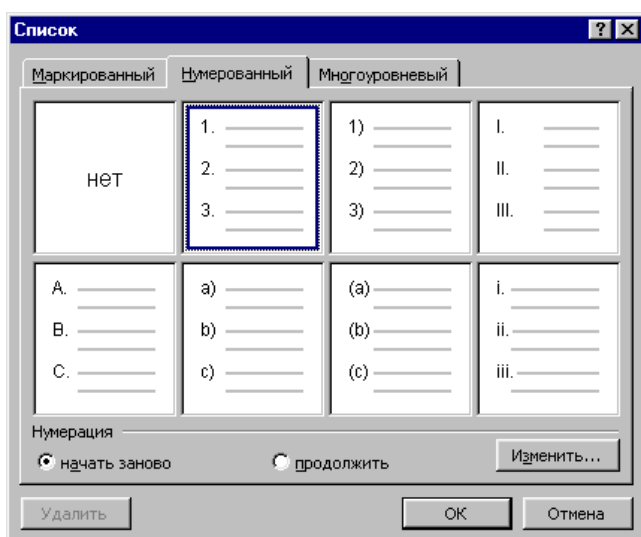 Список
Маркированный Нумерованный Многоуровневый
нет
1.
2.
3.
1)
2)
3)
I.
II.
III.
A.
B.
C.
a)
b)
c)
(a)
(b)
(c)
i.
ii.
iii.
Нумерация
начать заново продолжить Изменить...
Удалить OK Отмена